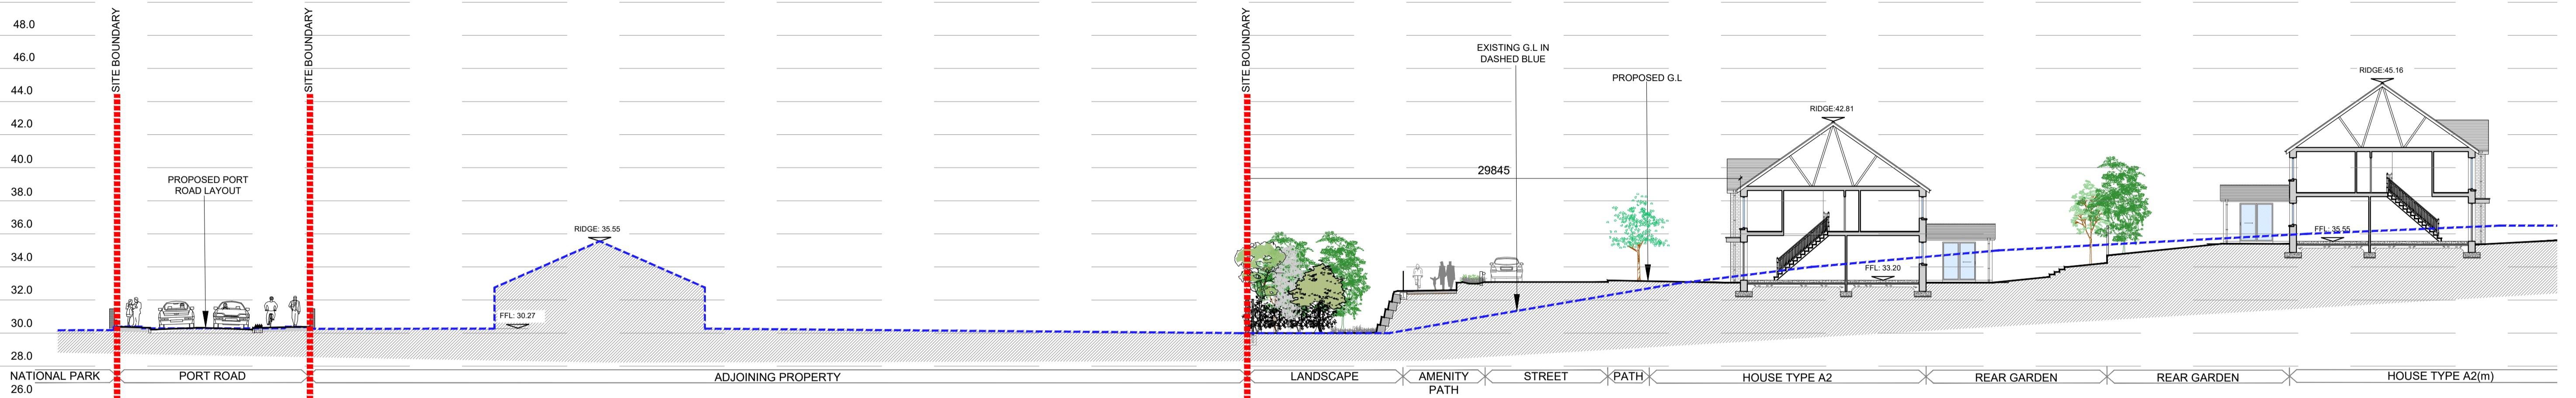 48.0
46.0
44.0
42.0
40.0
38.0
36.0
34.0
32.0
30.0
28.0
26.0
SITE BOUNDARY
SITE BOUNDARY
SITE BOUNDARY
PROPOSED PORT
ROAD LAYOUT
RIDGE: 35.55
FFL: 30.27
29845
EXISTING G.L IN
DASHED BLUE
PROPOSED G.L
RIDGE:42.81
FFL: 33.20
RIDGE:45.16
FFL: 35.55
NATIONAL PARK
PORT ROAD
ADJOINING PROPERTY
LANDSCAPE
AMENITY
PATH
STREET
PATH
HOUSE TYPE A2
REAR GARDEN
REAR GARDEN
HOUSE TYPE A2(m)